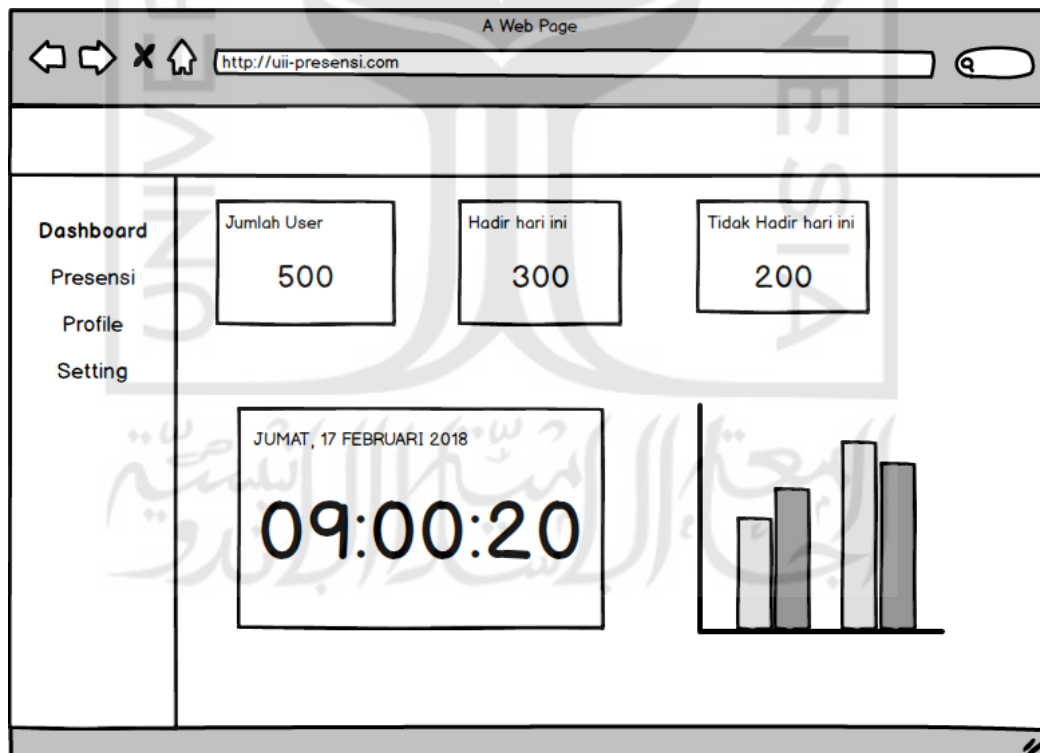 A Web Page
http://uii-presensi.com
Dashboard
Presensi
Profile
Setting
Jumlah User
500
Hadir hari ini
300
Tidak Hadir hari ini
200
JUMAT, 17 FEBRUARI 2018
09:00:20